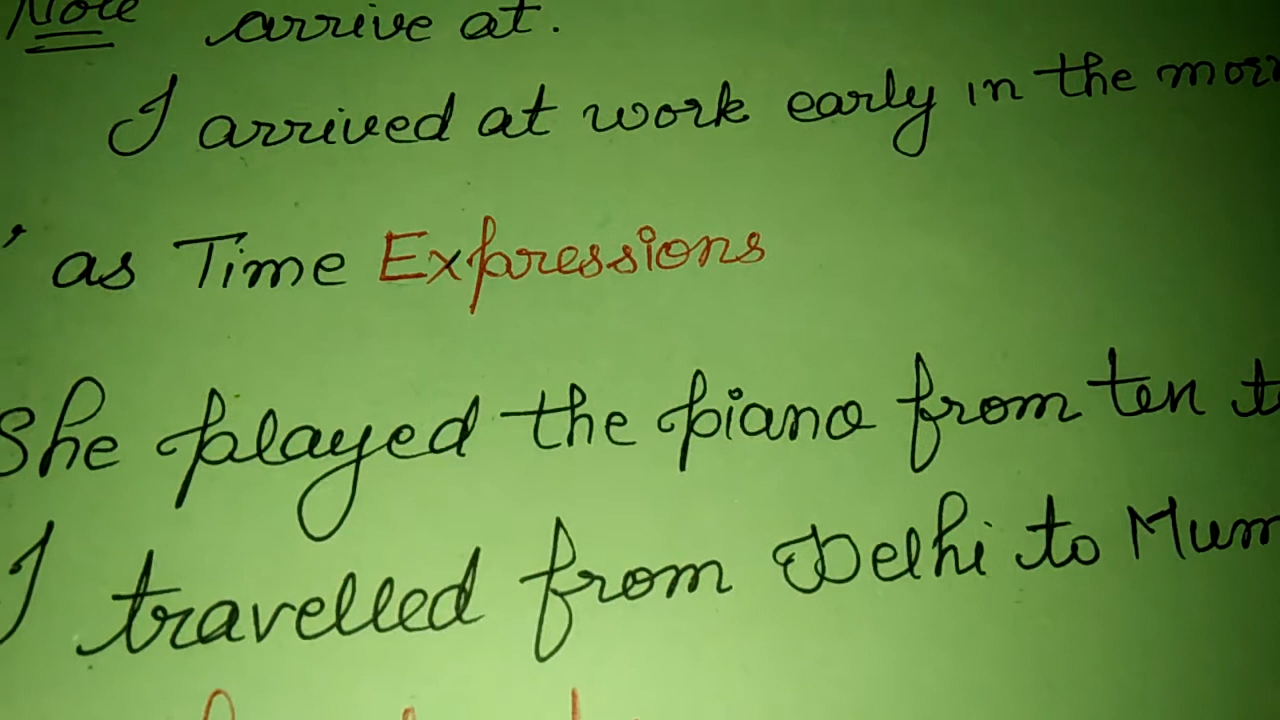 Note arrive at.
I arrived at work early in the
' as Time Expressions
She played the piano from ten
I travelled from Delhi to